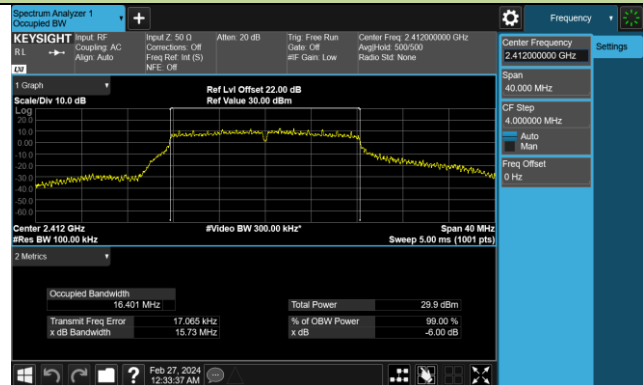 Spectrum Analyzer 1
Occupied BW
Frequency
KEYSIGHT
RL
LXI
Input: RF
Coupling: AC
Align: Auto
Input Z: 50 Ω
Corrections: Off
Freq Ref: Int (S)
NFE: Off
Atten: 20 dB
Trig: Free Run
Gate: Off
#IF Gain: Low
Center Freq: 2.412000000 GHz
Avg|Hold: 500/500
Radio Std: None
Center Frequency
2.412000000 GHz
Settings
Span
40.000 MHz
CF Step
4.000000 MHz
Auto
Man
Freq Offset
0 Hz
1 Graph
Scale/Div 10.0 dB
Ref Lvl Offset 22.00 dB
Ref Value 30.00 dBm
Log
20.0
10.0
0.00
-10.0
-20.0
-30.0
-40.0
-50.0
-60.0
Center 2.412 GHz
#Res BW 100.00 kHz
#Video BW 300.00 kHz*
Span 40 MHz
Sweep 5.00 ms (1001 pts)
2 Metrics
Occupied Bandwidth
16.401 MHz
Total Power 29.9 dBm
Transmit Freq Error 17.065 kHz
% of OBW Power 99.00 %
x dB Bandwidth 15.73 MHz
x dB -6.00 dB
?
Feb 27, 2024
12:33:37 AM